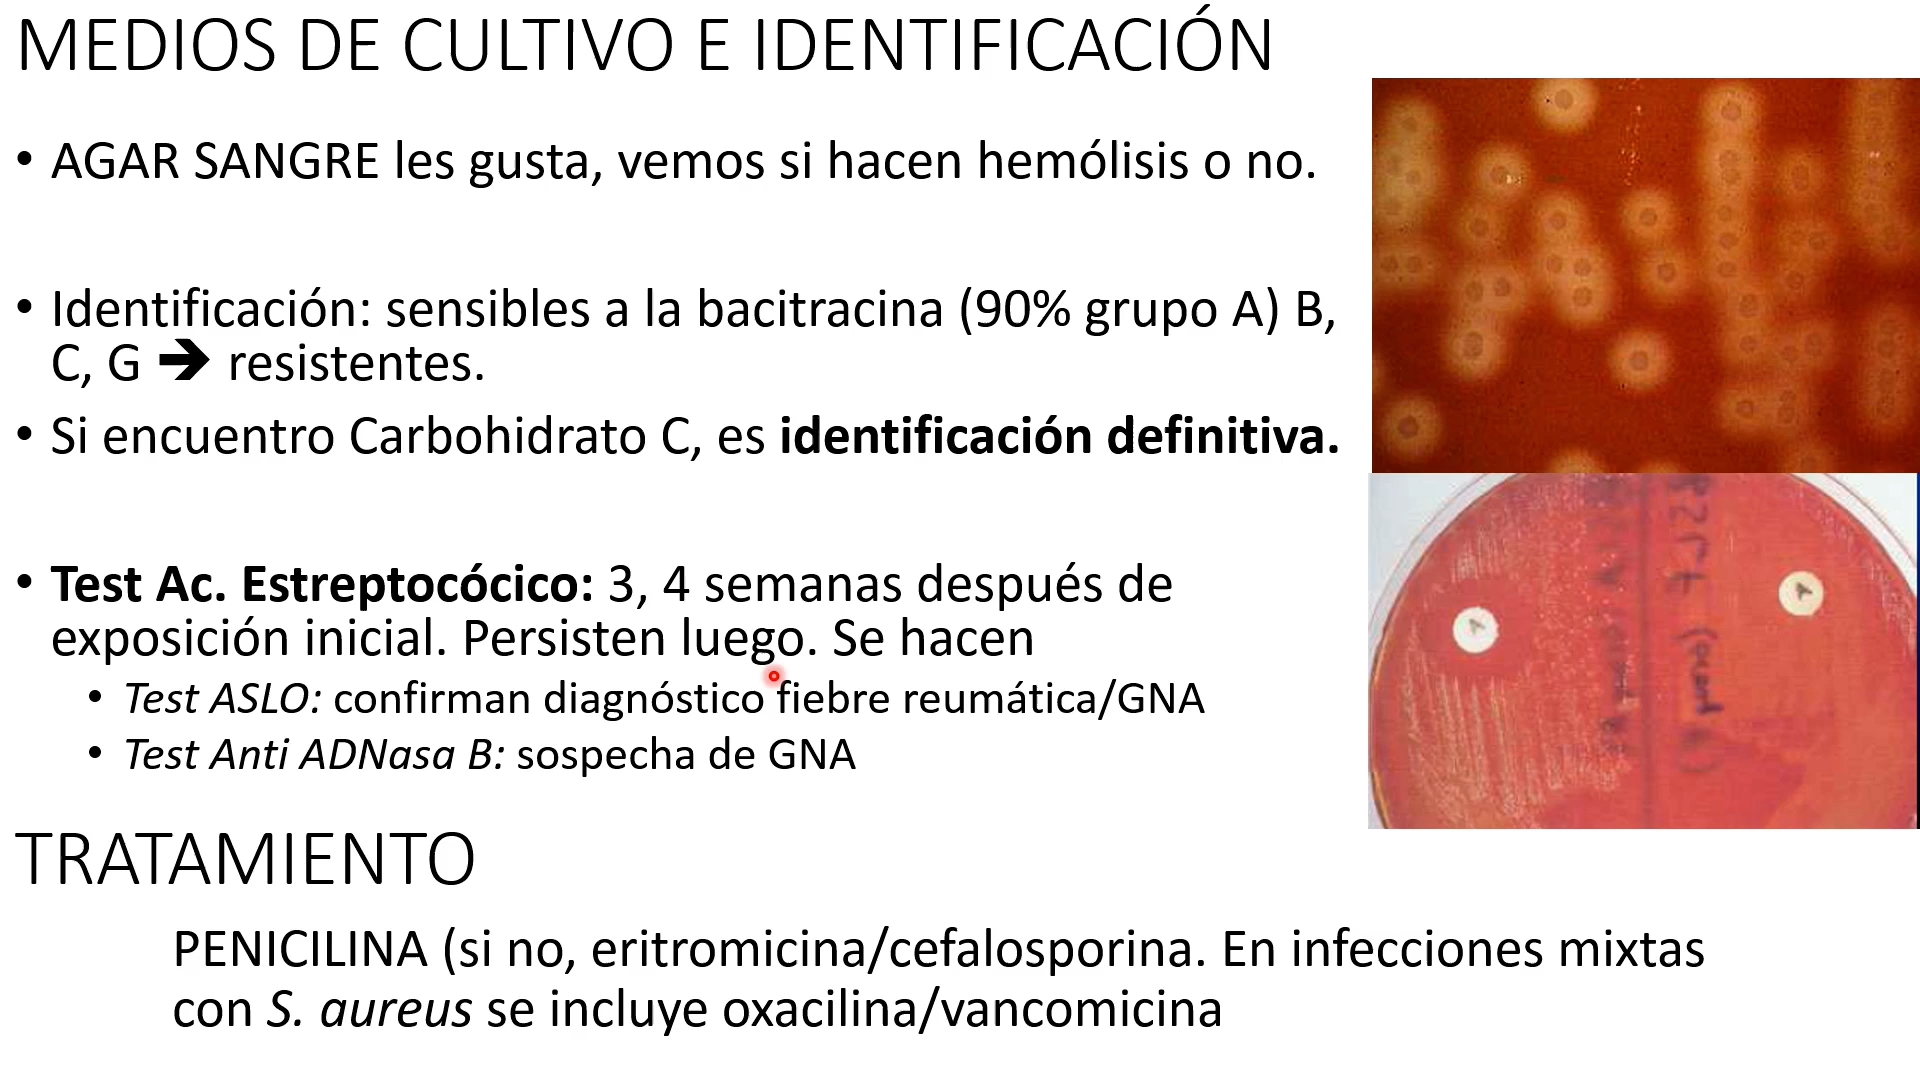 MEDIOS DE CULTIVO E IDENTIFICACIÓN
• AGAR SANGRE les gusta, vemos si hacen hemólisis o no.
• Identificación: sensibles a la bacitracina (90% grupo A) B,
C, G ➔ resistentes.
• Si encuentro Carbohidrato C, es identificación definitiva.
• Test Ac. Estreptocócico: 3, 4 semanas después de
exposición inicial. Persisten luego. Se hacen
• Test ASLO: confirman diagnóstico fiebre reumática/GNA
• Test Anti ADNasa B: sospecha de GNA
A
A
TRATAMIENTO
PENICILINA (si no, eritromicina/cefalosporina. En infecciones mixtas
con S. aureus se incluye oxacilina/vancomicina